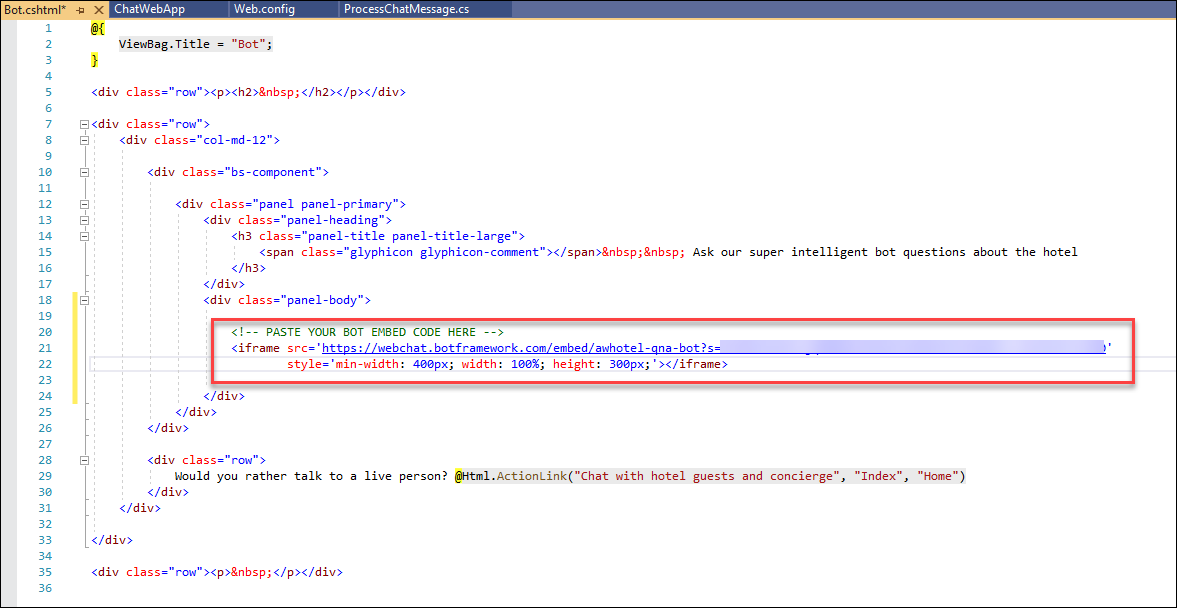 Bot.cshtml* ChatWebApp Web.config ProcessChatMessage.cs
1 @{
2 ViewBag.Title = "Bot";
3 }
4
5 <div class="row"><p><h2>&nbsp;</h2></p></div>
6
7 <div class="row">
8 <div class="col-md-12">
9
10 <div class="bs-component">
11
12 <div class="panel panel-primary">
13 <div class="panel-heading">
14 <h3 class="panel-title panel-title-large">
15 <span class="glyphicon glyphicon-comment"></span>&nbsp;&nbsp; Ask our super intelligent bot questions about the hotel
16 </h3>
17 </div>
18 <div class="panel-body">
19
20 <!-- PASTE YOUR BOT EMBED CODE HERE -->
21 <iframe src='https://webchat.botframework.com/embed/awhotel-qna-bot?s=
22 style='min-width: 400px; width: 100%; height: 300px;'></iframe>
23
24 </div>
25 </div>
26 </div>
27
28 <div class="row">
29 Would you rather talk to a live person? @Html.ActionLink("Chat with hotel guests and concierge", "Index", "Home")
30 </div>
31 </div>
32
33 </div>
34
35 <div class="row"><p>&nbsp;</p></div>
36